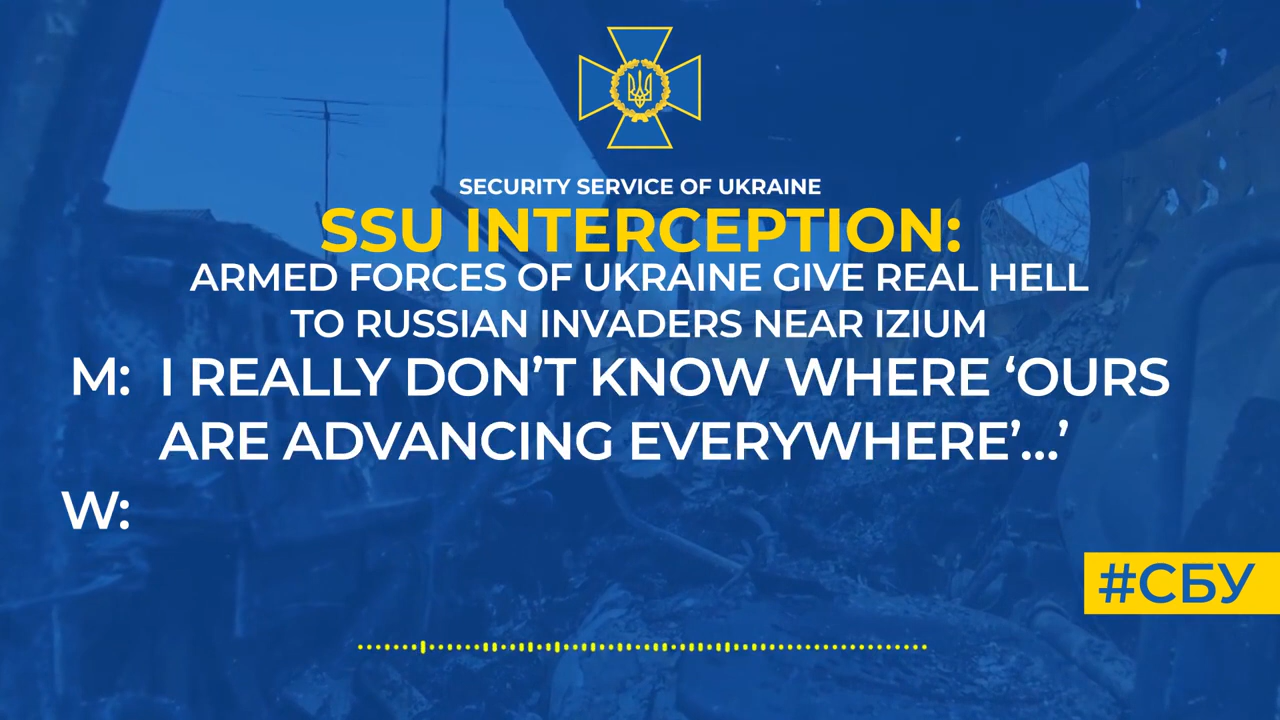 SECURITY SERVICE OF UKRAINE
SSU INTERCEPTION:
ARMED FORCES OF UKRAINE GIVE REAL HELL
TO RUSSIAN INVADERS NEAR IZIUM
M: I REALLY DON’T KNOW WHERE ‘OURS
ARE ADVANCING EVERYWHERE’...’
W:
#СБУ